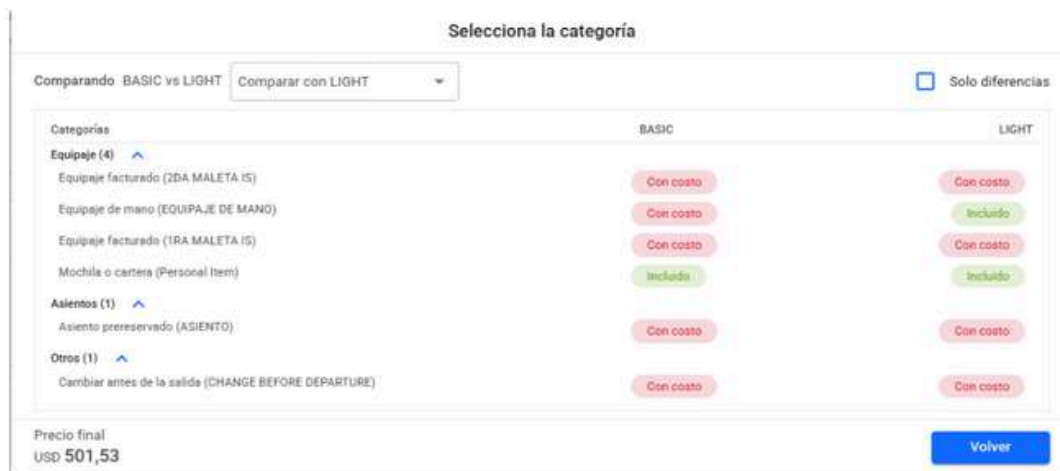 Selecciona la categoría
Comparando BASIC vs LIGHT Comparar con LIGHT Solo diferencias
Categorías BASIC LIGHT
Equipaje (4)
Equipaje facturado (2DA MALETA IS) Con costo Con costo
Equipaje de mano (EQUIPAJE DE MANO) Con costo Incluido
Equipaje facturado (1RA MALETA IS) Con costo Con costo
Mochila o cartera (Personal Item) Incluido Incluido
Asientos (1)
Asiento prereservado (ASIENTO) Con costo Con costo
Otros (1)
Cambiar antes de la salida (CHANGE BEFORE DEPARTURE) Con costo Con costo
Precio final
USD 501,53
Volver